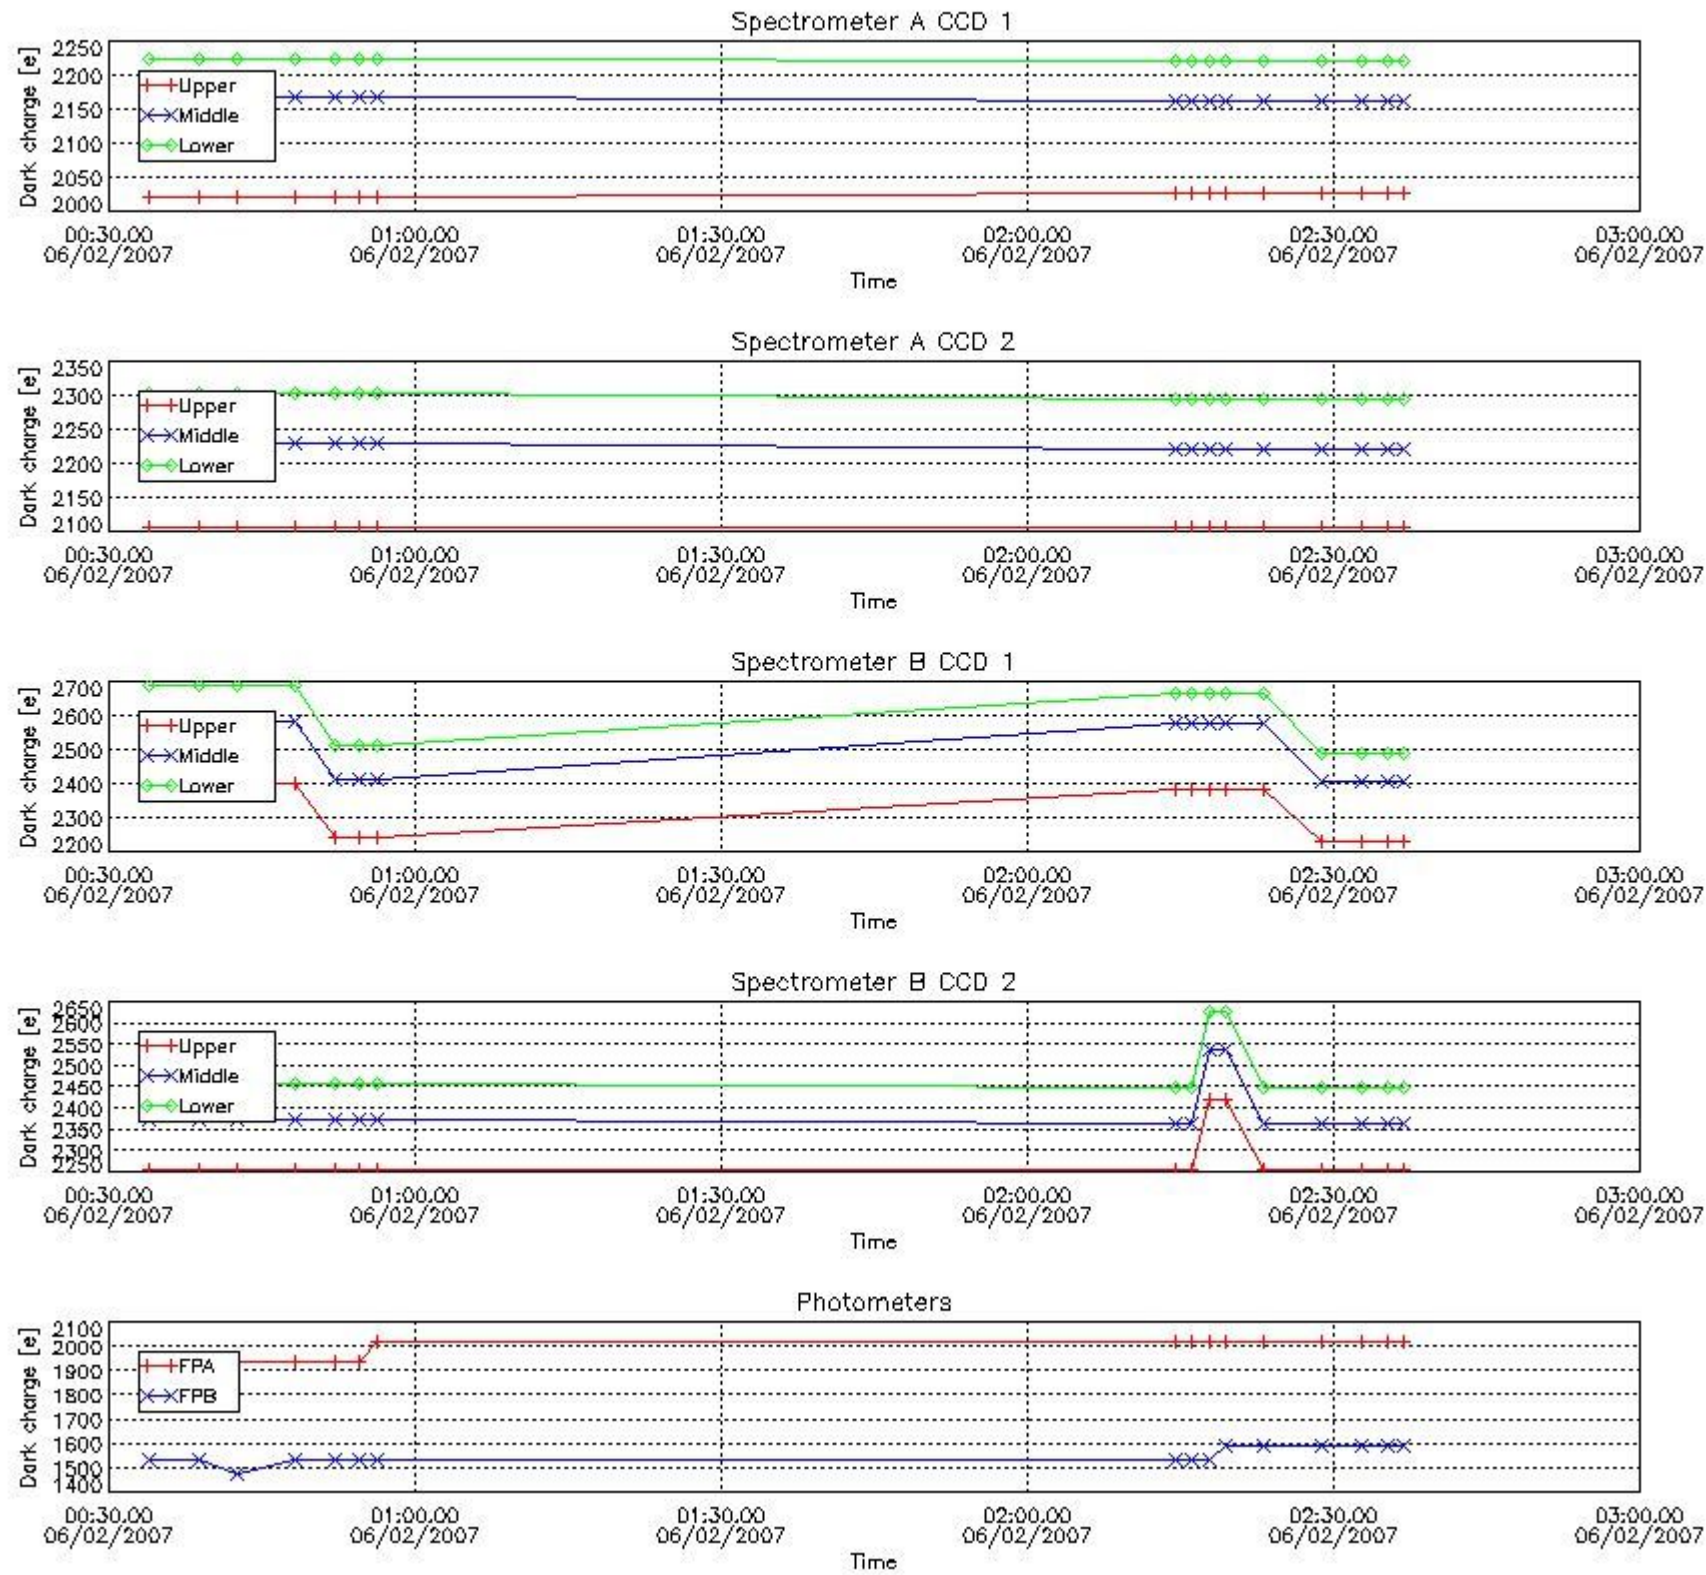 Spectrometer A CCD 1
Dark charge [e]
2250
2200
2150
2100
2050
2000
Upper
Middle
Lower
00:30.00 01:00.00 01:30.00 02:00.00 02:30.00 03:00.00
06/02/2007 06/02/2007 06/02/2007 06/02/2007 06/02/2007 06/02/2007
Time
Spectrometer A CCD 2
Dark charge [e]
2350
2300
2250
2200
2150
2100
Upper
Middle
Lower
00:30.00 01:00.00 01:30.00 02:00.00 02:30.00 03:00.00
06/02/2007 06/02/2007 06/02/2007 06/02/2007 06/02/2007 06/02/2007
Time
Spectrometer B CCD 1
Dark charge [e]
2700
2600
2500
2400
2300
2200
Upper
Middle
Lower
00:30.00 01:00.00 01:30.00 02:00.00 02:30.00 03:00.00
06/02/2007 06/02/2007 06/02/2007 06/02/2007 06/02/2007 06/02/2007
Time
Spectrometer B CCD 2
Dark charge [e]
2650
2600
2550
2500
2450
2400
2350
2300
2250
Upper
Middle
Lower
00:30.00 01:00.00 01:30.00 02:00.00 02:30.00 03:00.00
06/02/2007 06/02/2007 06/02/2007 06/02/2007 06/02/2007 06/02/2007
Time
Photometers
Dark charge [e]
2100
2000
1900
1800
1700
1600
1500
1400
FPA
FPB
00:30.00 01:00.00 01:30.00 02:00.00 02:30.00 03:00.00
06/02/2007 06/02/2007 06/02/2007 06/02/2007 06/02/2007 06/02/2007
Time